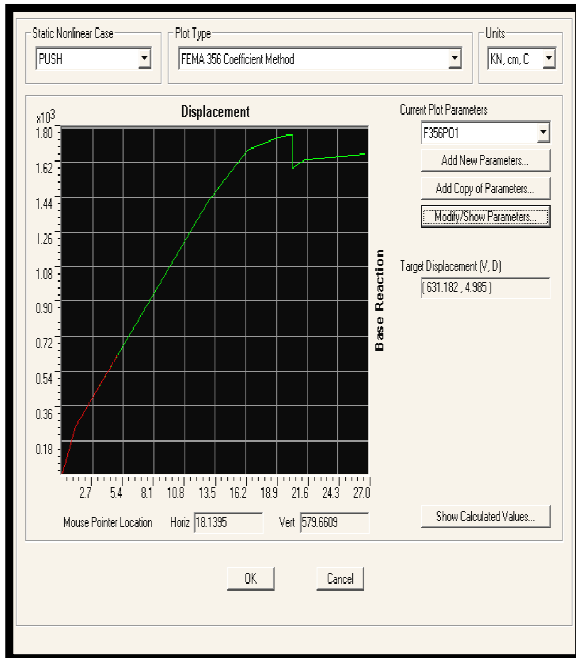 Static Nonlinear Case
Plot Type
Units
PUSH
FEMA 356 Coefficient Method
KN, cm, C
Displacement
Current Plot Parameters
x10³
F356PO1
Add New Parameters...
Add Copy of Parameters...
Modify/Show Parameters...
Target Displacement (V, D)
( 631.182 , 4.985 )
1.80
1.62
1.44
1.26
1.08
0.90
0.72
0.54
0.36
0.18
Base Reaction
2.7 5.4 8.1 10.8 13.5 16.2 18.9 21.6 24.3 27.0
Mouse Pointer Location Horiz 18.1395 Vert 579.6609
Show Calculated Values...
OK
Cancel